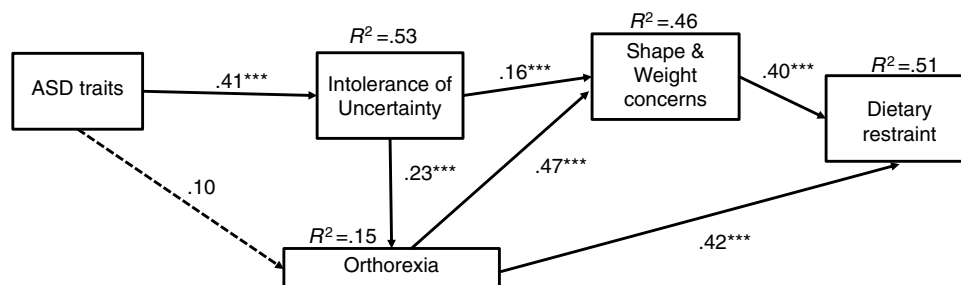 R² =.46
R² =.53
Shape &
Weight
concerns
R² =.51
ASD traits
.41***
Intolerance of
Uncertainty
.16***
.40***
Dietary
restraint
.23***
.47***
.10
.42***
R² =.15
Orthorexia